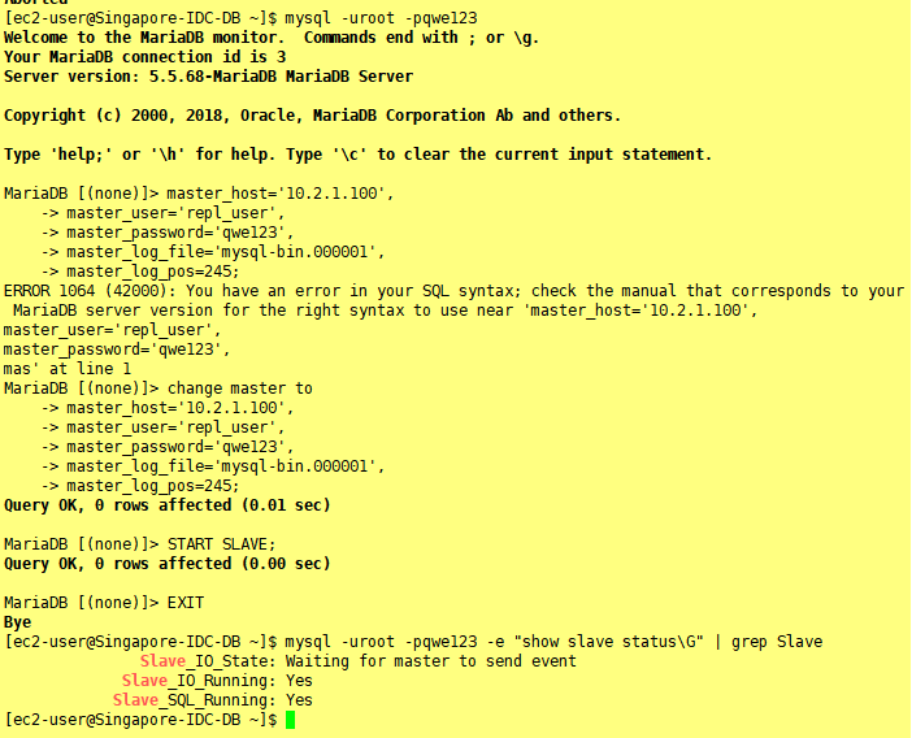 Aborted
[ec2-user@Singapore-IDC-DB ~]$ mysql -uroot -pqwe123
Welcome to the MariaDB monitor.  Commands end with ; or \g.
Your MariaDB connection id is 3
Server version: 5.5.68-MariaDB MariaDB Server

Copyright (c) 2000, 2018, Oracle, MariaDB Corporation Ab and others.

Type 'help;' or '\h' for help. Type '\c' to clear the current input statement.

MariaDB [(none)]> master_host='10.2.1.100',
    -> master_user='repl_user',
    -> master_password='qwe123',
    -> master_log_file='mysql-bin.000001',
    -> master_log_pos=245;
ERROR 1064 (42000): You have an error in your SQL syntax; check the manual that corresponds to your
 MariaDB server version for the right syntax to use near 'master_host='10.2.1.100',
master_user='repl_user',
master_password='qwe123',
mas' at line 1
MariaDB [(none)]> change master to
    -> master_host='10.2.1.100',
    -> master_user='repl_user',
    -> master_password='qwe123',
    -> master_log_file='mysql-bin.000001',
    -> master_log_pos=245;
Query OK, 0 rows affected (0.01 sec)

MariaDB [(none)]> START SLAVE;
Query OK, 0 rows affected (0.00 sec)

MariaDB [(none)]> EXIT
Bye
[ec2-user@Singapore-IDC-DB ~]$ mysql -uroot -pqwe123 -e "show slave status\G" | grep Slave
               Slave_IO_State: Waiting for master to send event
             Slave_IO_Running: Yes
            Slave_SQL_Running: Yes
[ec2-user@Singapore-IDC-DB ~]$